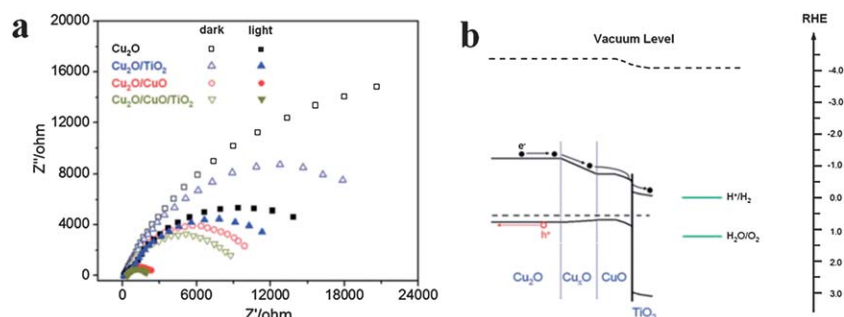 a
20000
16000
12000
8000
4000
0
Z''/ohm
dark light
Cu₂O
Cu₂O/TiO₂
Cu₂O/CuO
Cu₂O/CuO/TiO₂
0 6000 12000 18000 24000
Z'/ohm
b
RHE
Vacuum Level
-4.0
-3.0
-2.0
-1.0
0.0
1.0
2.0
3.0
e⁻
H⁺/H₂
H₂O/O₂
h⁺
Cu₂O CuₓO CuO
TiO₂